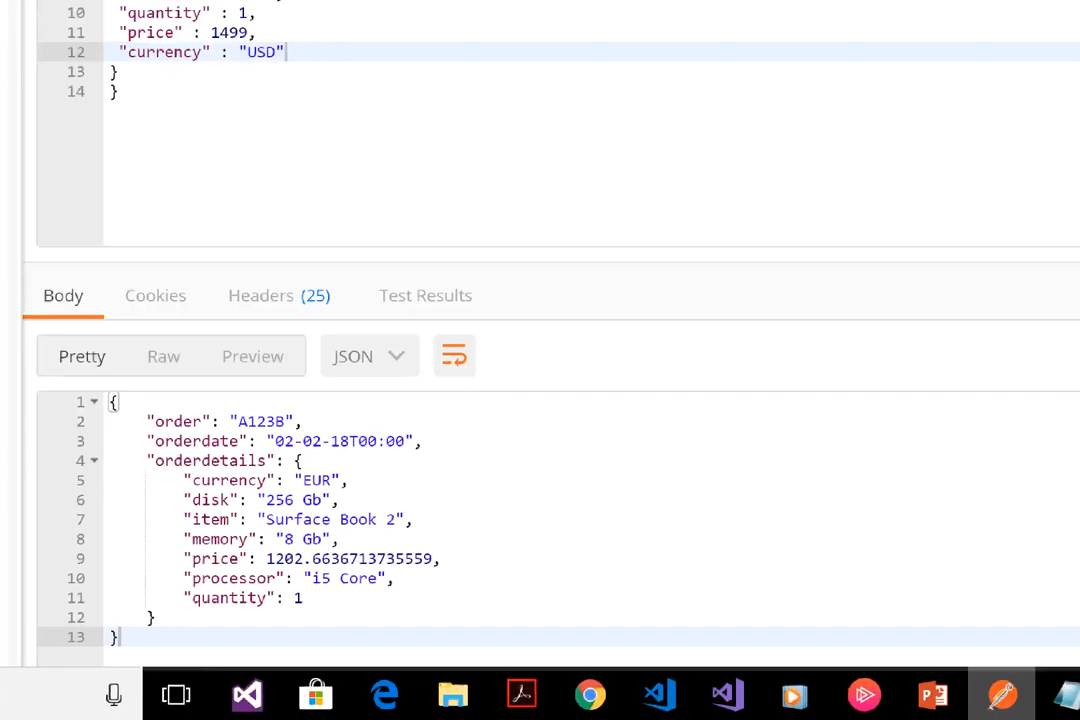 10 "quantity" : 1,
11 "price" : 1499,
12 "currency" : "USD"
13 }
14 }
Body Cookies Headers (25) Test Results
Pretty Raw Preview JSON
1 {
2 "order": "A123B",
3 "orderdate": "02-02-18T00:00",
4 "orderdetails": {
5 "currency": "EUR",
6 "disk": "256 Gb",
7 "item": "Surface Book 2",
8 "memory": "8 Gb",
9 "price": 1202.6636713735559,
10 "processor": "i5 Core",
11 "quantity": 1
12 }
13 }